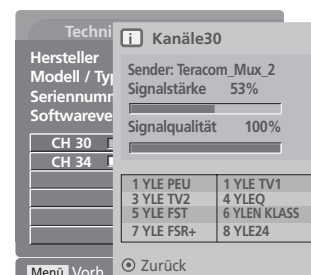 Techni
Hersteller
Modell / Typ
Seriennumm
Softwareve
CH 30
CH 34
Menü Vorh
i Kanäle30
Sender: Teracom_Mux_2
Signalstärke 53%
Signalqualität 100%
1 YLE PEU 1 YLE TV1
3 YLE TV2 4 YLEQ
5 YLE FST 6 YLEN KLASS
7 YLE FSR+ 8 YLE24
Zurück